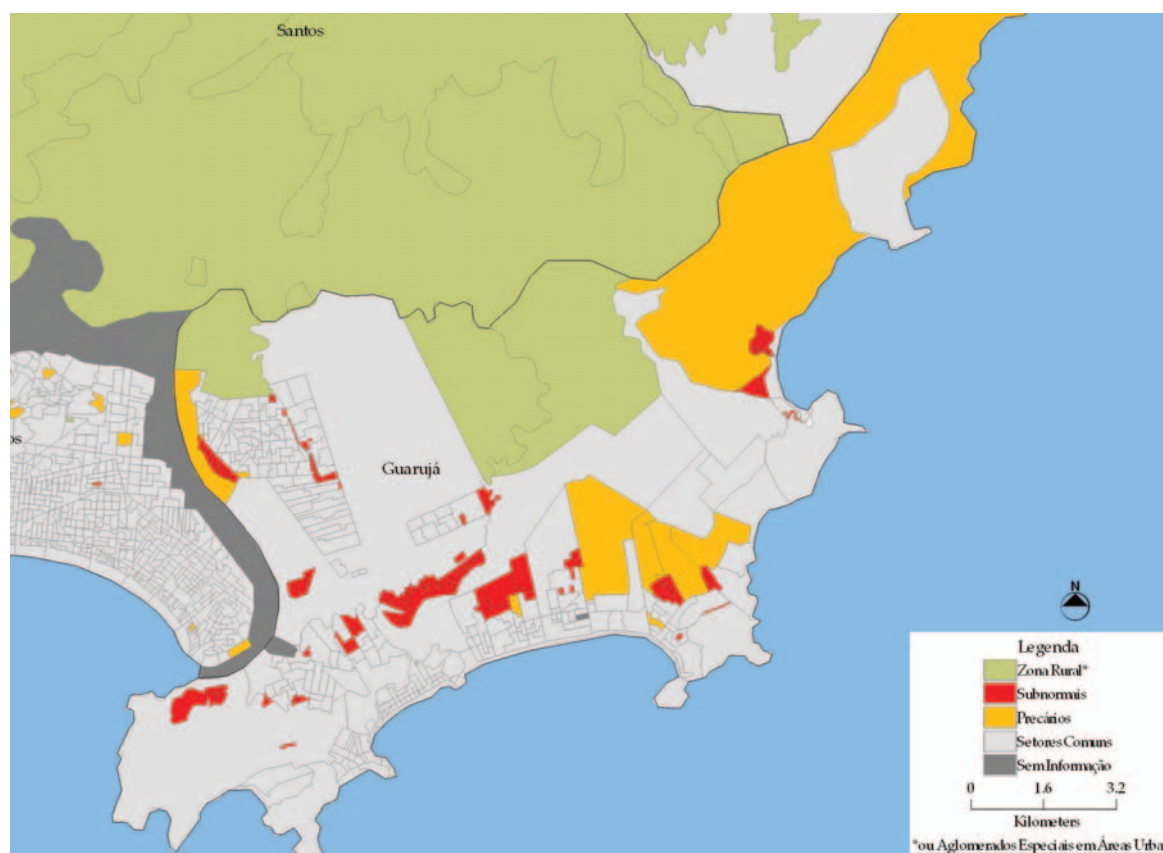 Santos
os
Guarujá
N
Legenda
Zona Rural*
Subnormais
Precários
Setores Comuns
Sem Informação
0 1.6 3.2
Kilometers
*ou Aglomerados Especiais em Áreas Urba